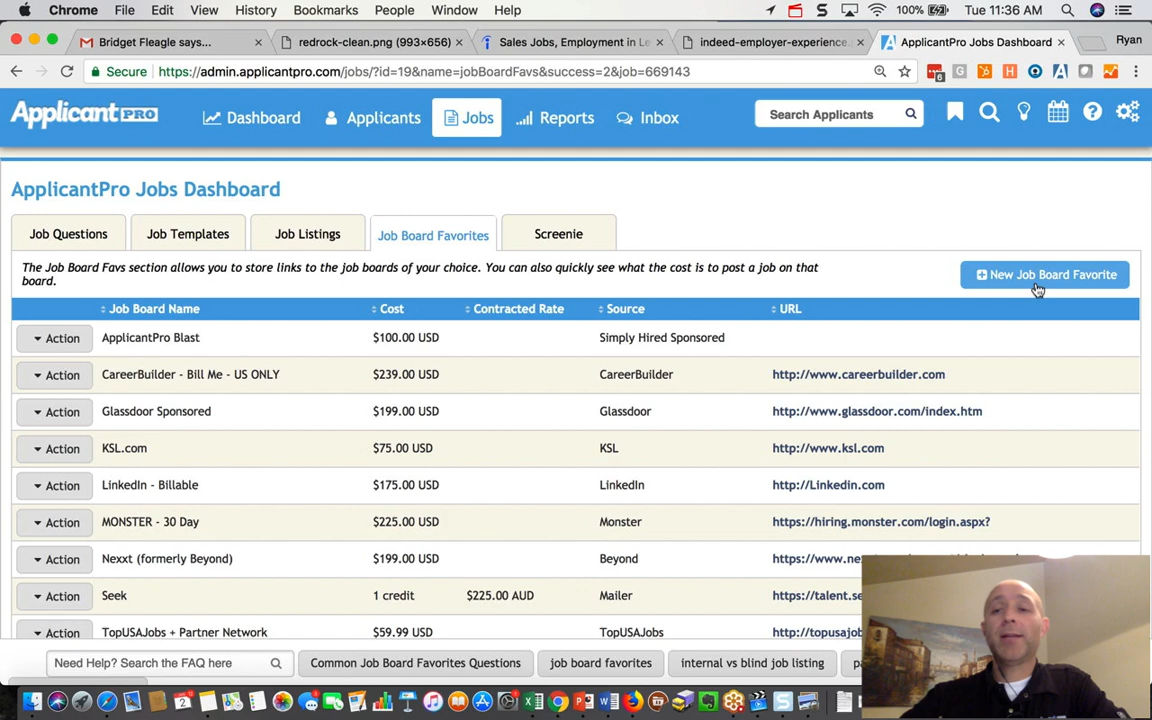 Chrome File Edit View History Bookmarks People Window Help 100% Tue 11:36 AM
Bridget Fleagle says... redrock-clean.png (993×656) Sales Jobs, Employment in Le indeed-employer-experience. ApplicantPro Jobs Dashboard Ryan
Secure https://admin.applicantpro.com/jobs/?id=19&name=jobBoardFavs&success=2&job=669143
ApplicantPRO Dashboard Applicants Jobs Reports Inbox Search Applicants
ApplicantPro Jobs Dashboard
Job Questions Job Templates Job Listings Job Board Favorites Screenie
The Job Board Favs section allows you to store links to the job boards of your choice. You can also quickly see what the cost is to post a job on that
board.
New Job Board Favorite
Job Board Name Cost Contracted Rate Source URL
Action ApplicantPro Blast $100.00 USD Simply Hired Sponsored
Action CareerBuilder - Bill Me - US ONLY $239.00 USD CareerBuilder http://www.careerbuilder.com
Action Glassdoor Sponsored $199.00 USD Glassdoor http://www.glassdoor.com/index.htm
Action KSL.com $75.00 USD KSL http://www.ksl.com
Action LinkedIn - Billable $175.00 USD LinkedIn http://Linkedin.com
Action MONSTER - 30 Day $225.00 USD Monster https://hiring.monster.com/login.aspx?
Action Nexxt (formerly Beyond) $199.00 USD Beyond https://www.ne
Action Seek 1 credit $225.00 AUD Mailer https://talent.se
Action TopUSAJobs + Partner Network $59.99 USD TopUSAJobs http://topusajob
Need Help? Search the FAQ here Common Job Board Favorites Questions job board favorites internal vs blind job listing